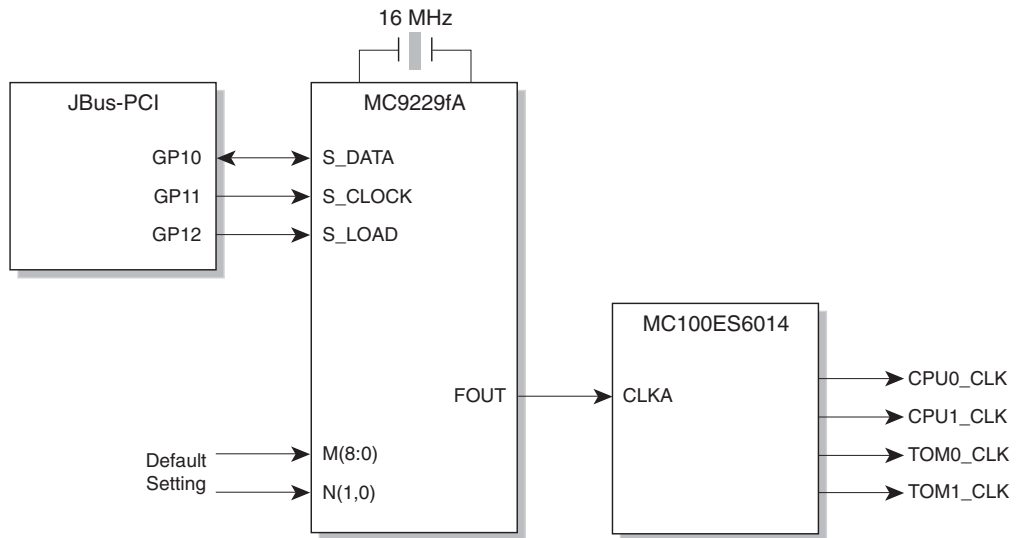 16 MHz
JBus-PCI
GP10
GP11
GP12
MC9229fA
S_DATA
S_CLOCK
S_LOAD
FOUT
Default
Setting
M(8:0)
N(1,0)
MC100ES6014
CLKA
CPU0_CLK
CPU1_CLK
TOM0_CLK
TOM1_CLK